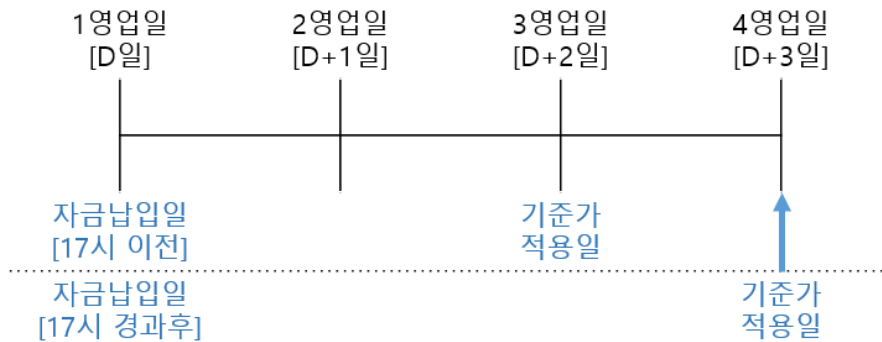 1영업일 2영업일 3영업일 4영업일
[D일] [D+1일] [D+2일] [D+3일]
자금납입일 기준가
[17시 이전] 적용일
자금납입일 기준가
[17시 경과후] 적용일